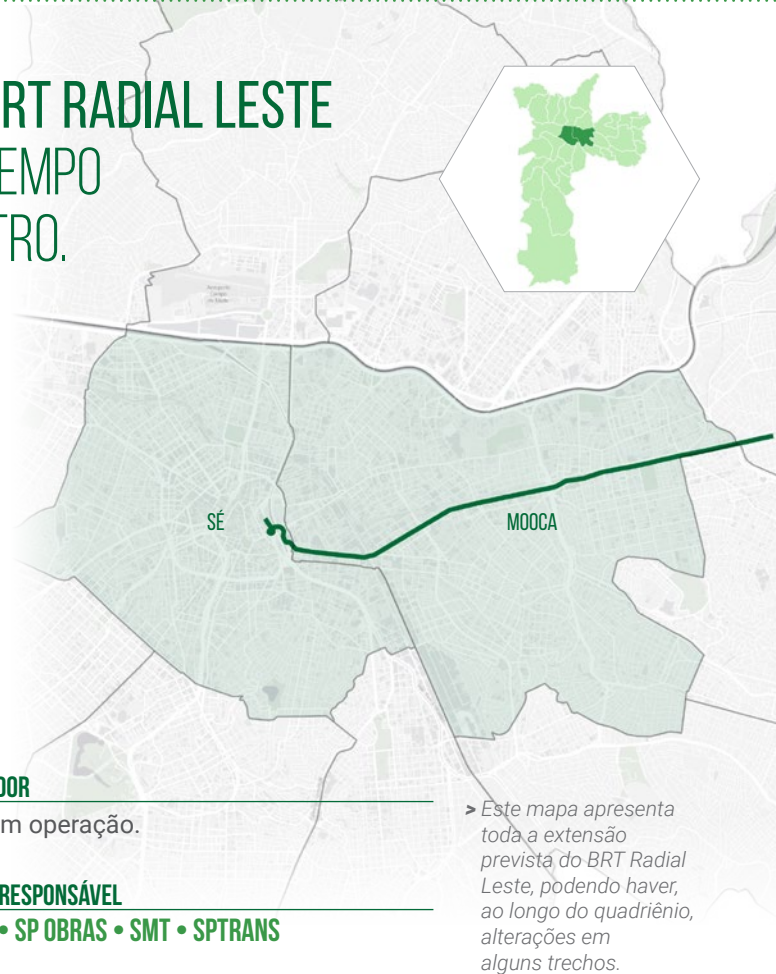 RT RADIAL LESTE
EMPO
TRO.
SÉ
MOOCA
DOR
m operação.
RESPONSÁVEL
• SP OBRAS • SMT • SPTRANS
> Este mapa apresenta
toda a extensão
prevista do BRT Radial
Leste, podendo haver,
ao longo do quadriênio,
alterações em
alguns trechos.